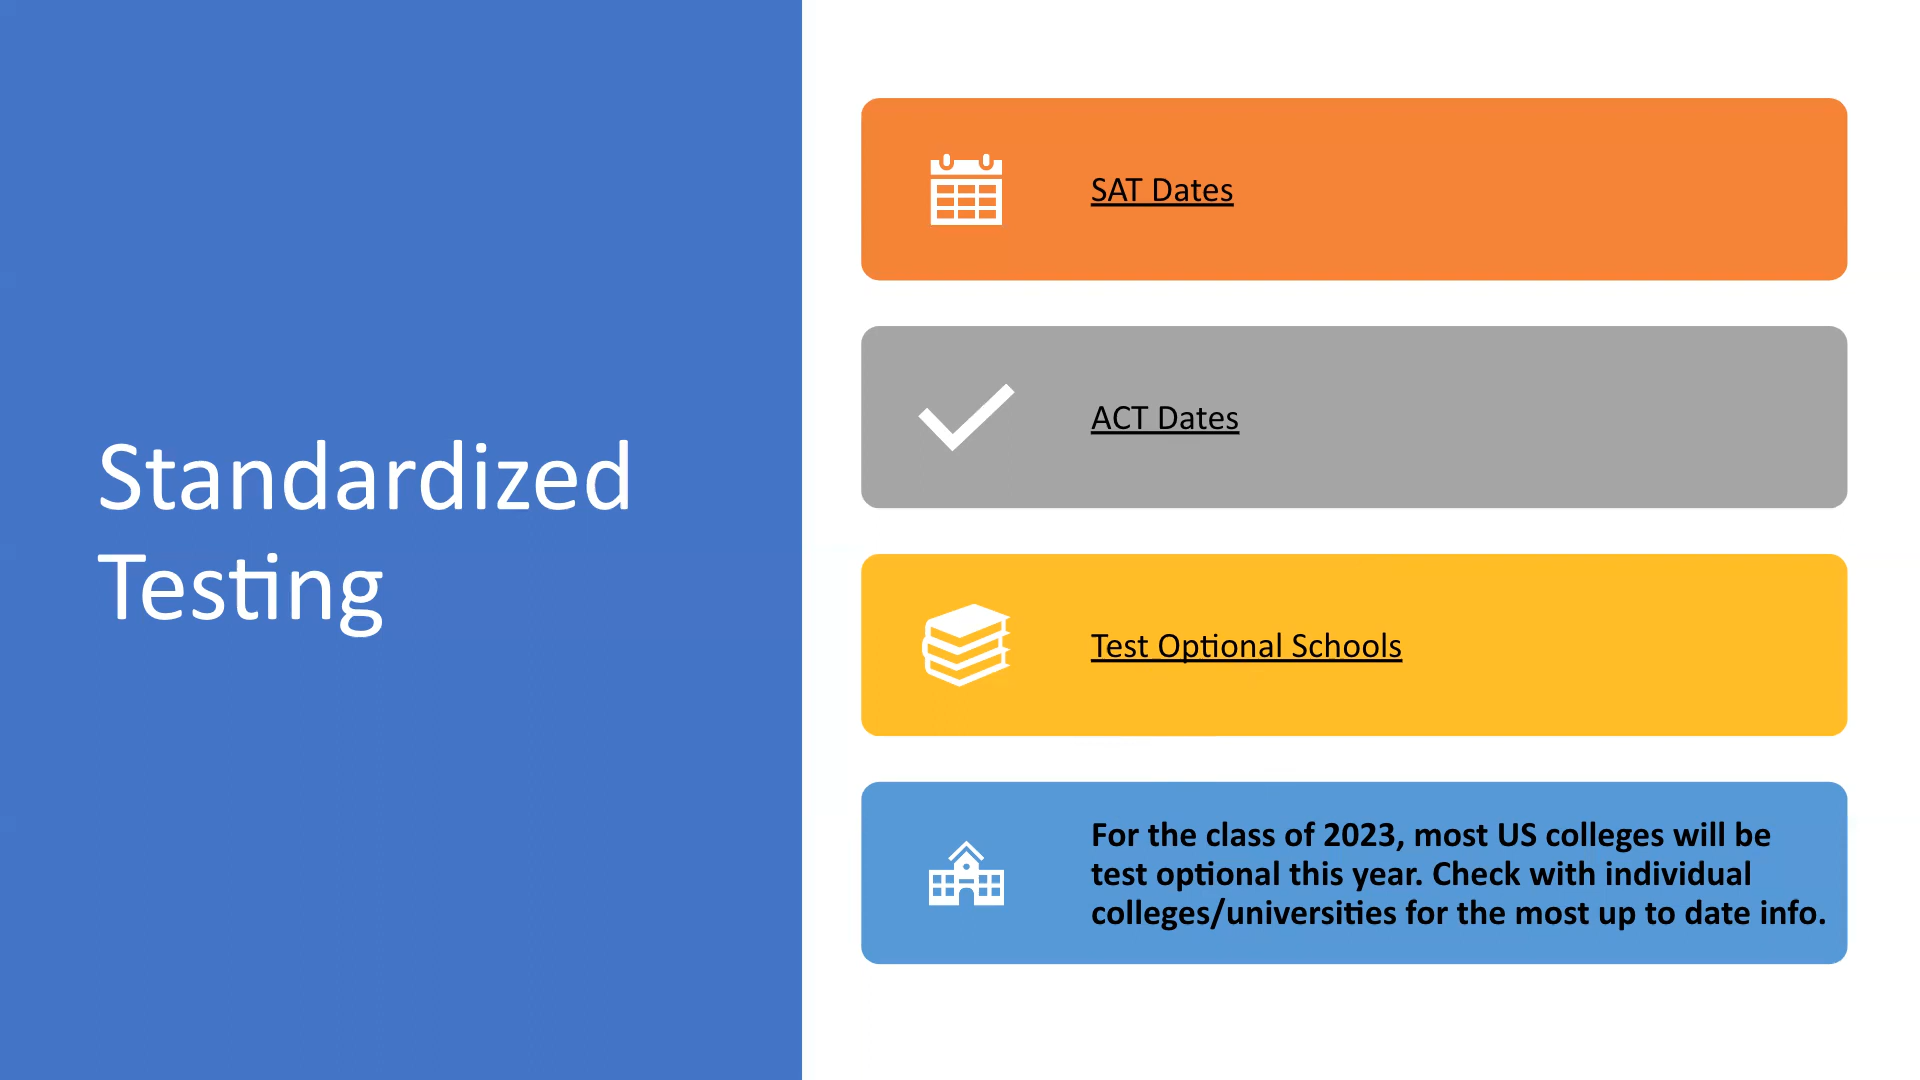 Standardized
Testing
SAT Dates
ACT Dates
Test Optional Schools
For the class of 2023, most US colleges will be
test optional this year. Check with individual
colleges/universities for the most up to date info.